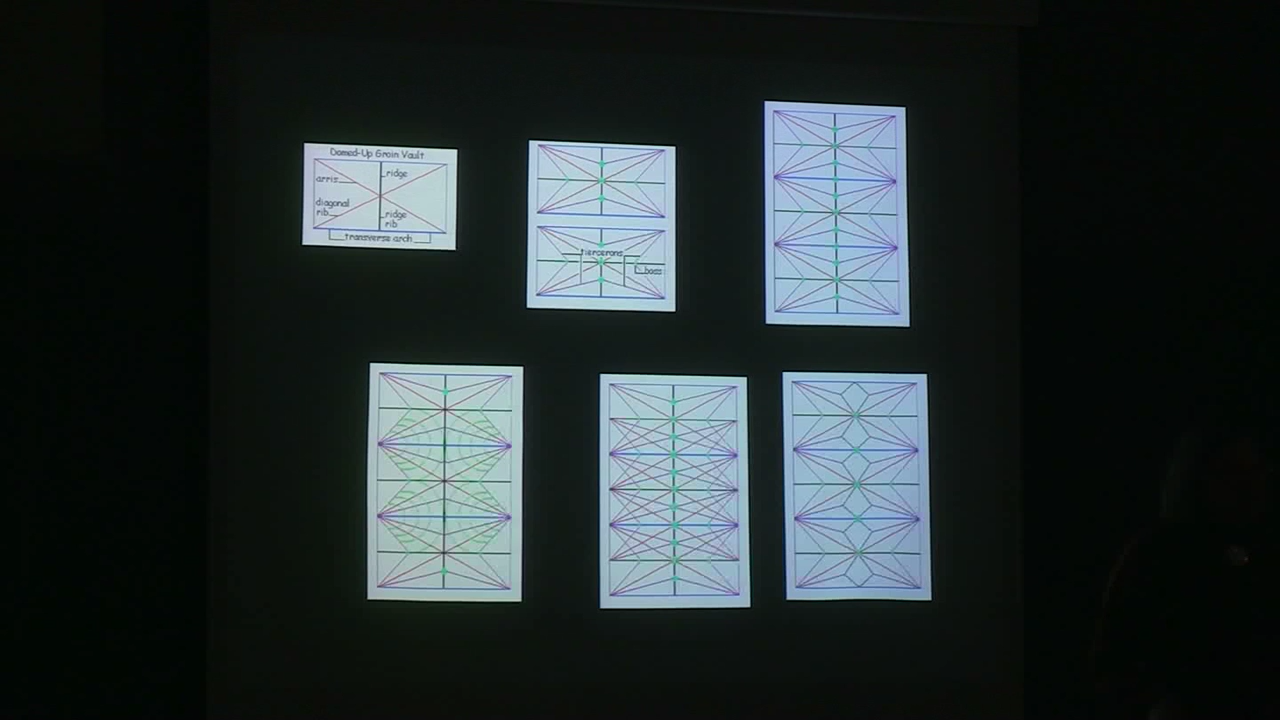 Domed-Up Groin Vault
arris
ridge
diagonal
rib
ridge
rib
transverse arch
tiercerons
boss